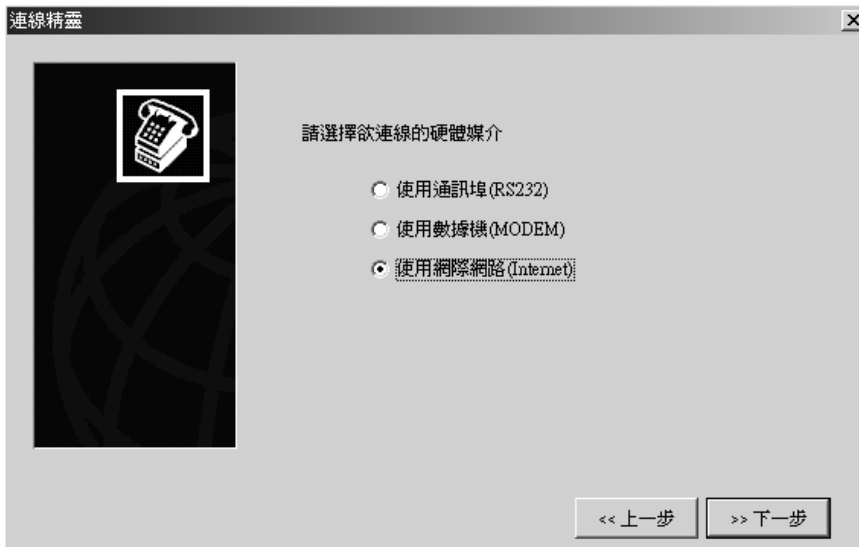 連線精靈
請選擇欲連線的硬體媒介
使用通訊埠(RS232)
使用數據機(MODEM)
使用網際網路(Internet)
<< 上一步
>> 下一步